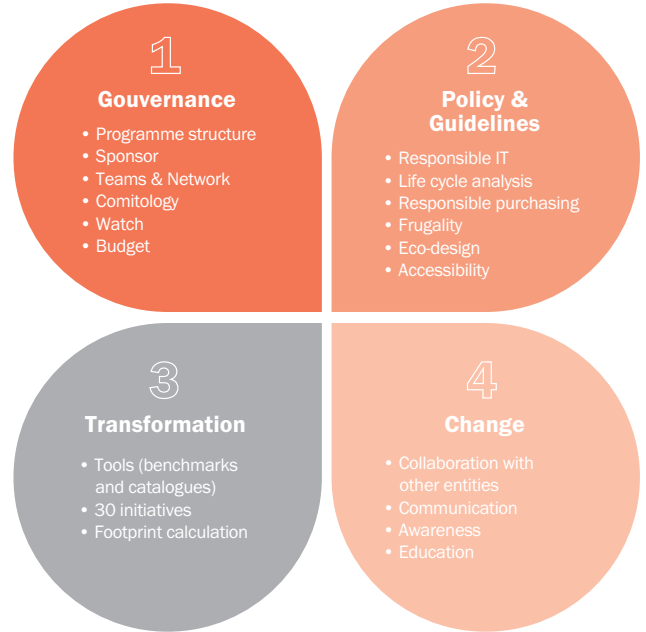 1
Gouvernance
• Programme structure
• Sponsor
• Teams & Network
• Comitology
• Watch
• Budget
2
Policy &
Guidelines
• Responsible IT
• Life cycle analysis
• Responsible purchasing
• Frugality
• Eco-design
• Accessibility
3
Transformation
• Tools (benchmarks
and catalogues)
• 30 initiatives
• Footprint calculation
4
Change
• Collaboration with
other entities
• Communication
• Awareness
• Education